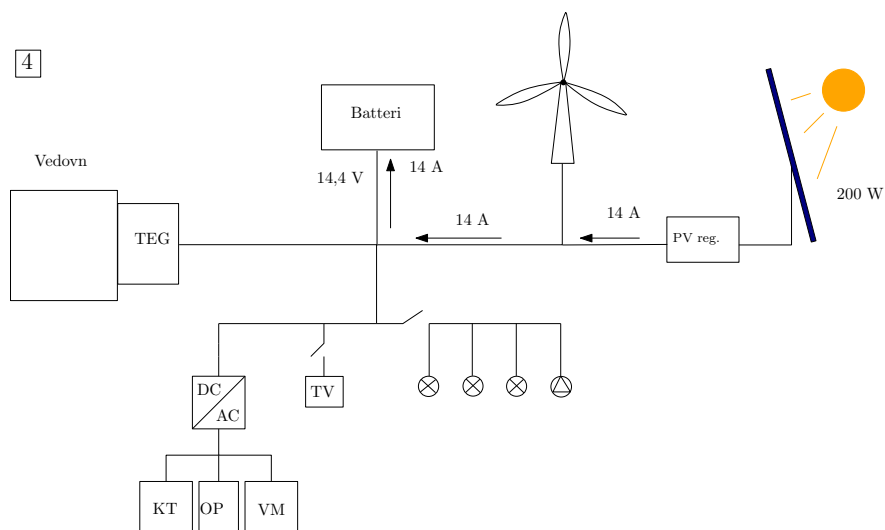 4
Batteri
Vedovn
14,4 V
14 A
14 A
14 A
200 W
TEG
PV reg.
DC
AC
TV
KT
OP
VM